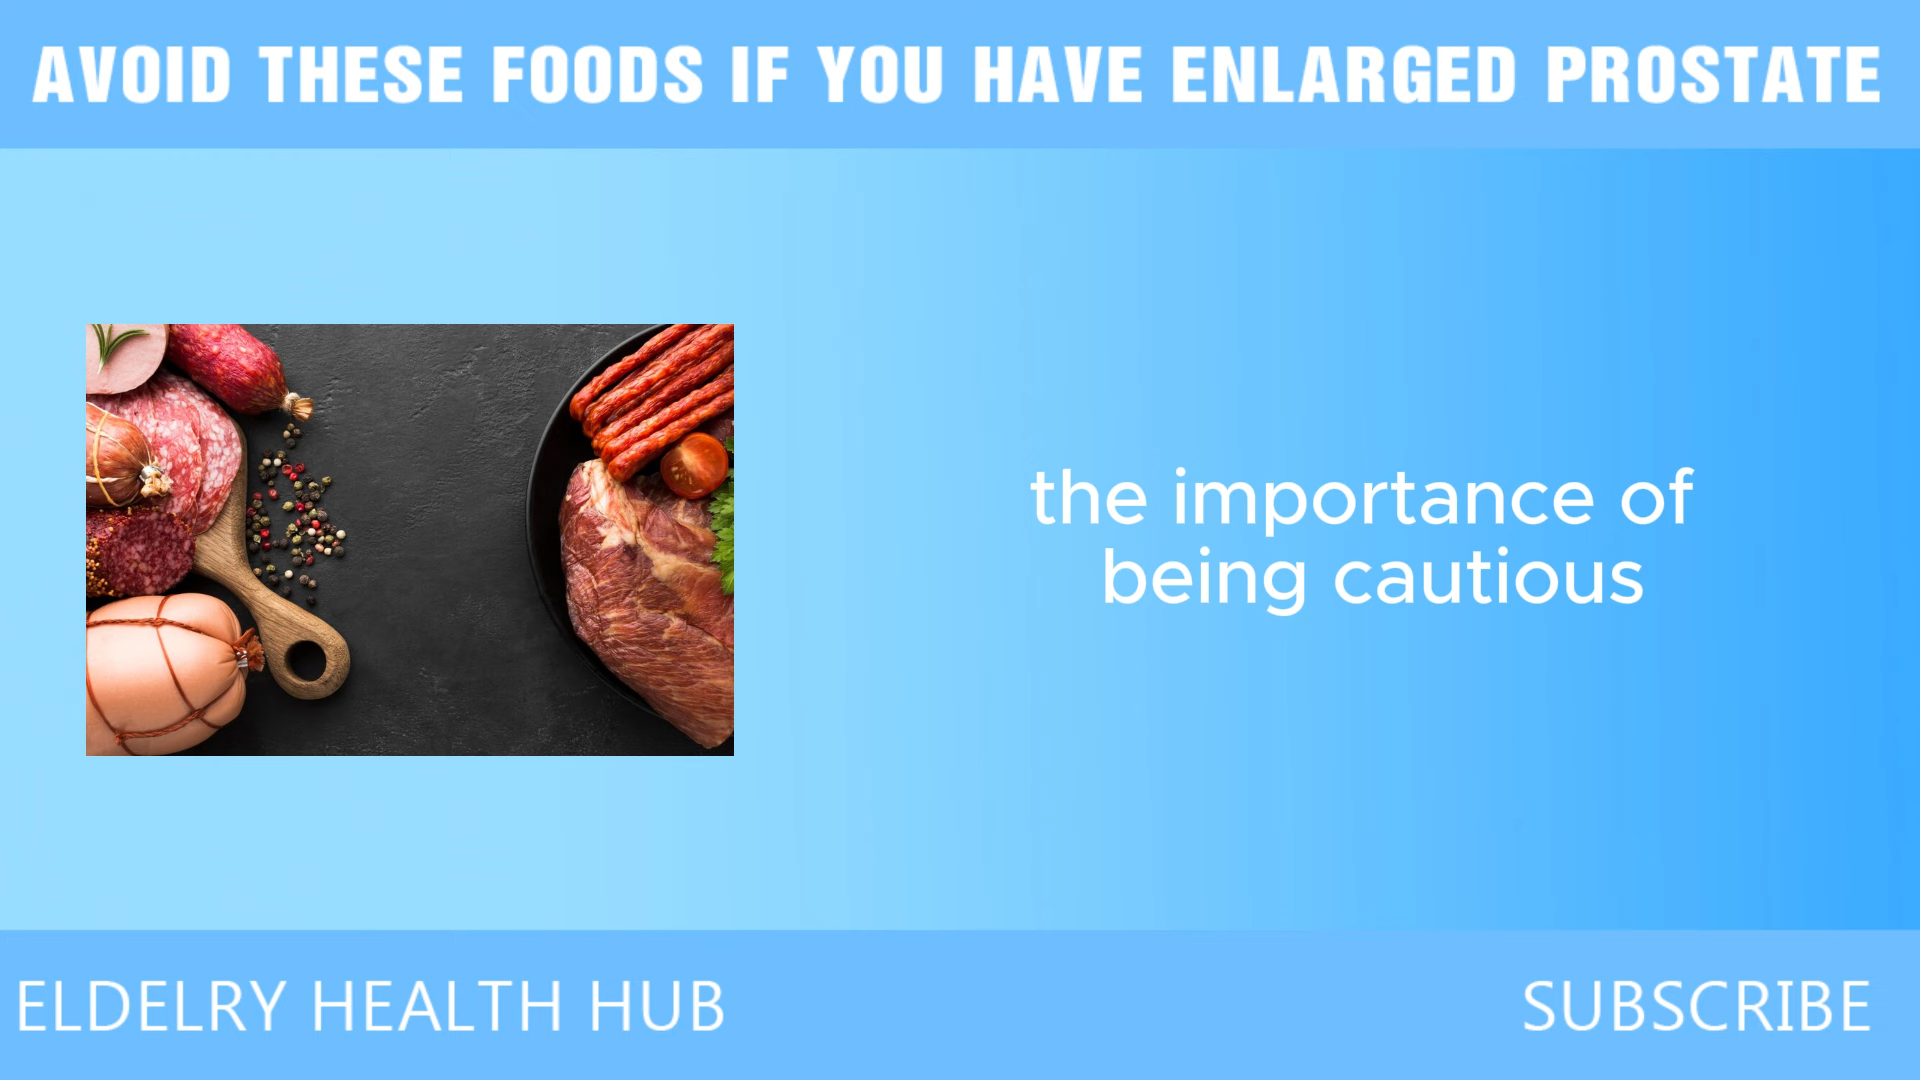 AVOID THESE FOODS IF YOU HAVE ENLARGED PROSTATE
the importance of
being cautious
ELDELRY HEALTH HUB
SUBSCRIBE